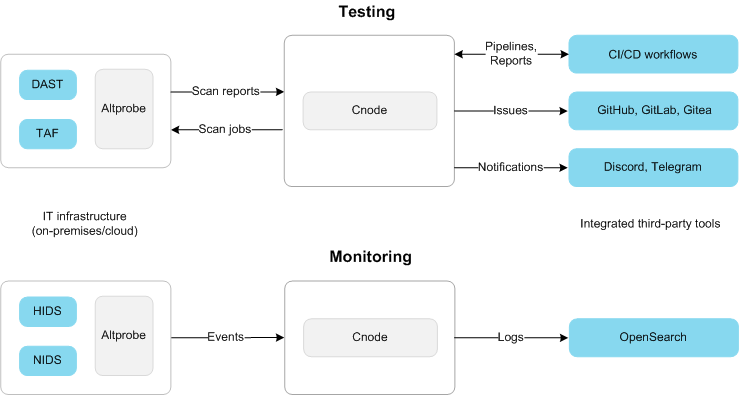 Testing
DAST
TAF
Altprobe
Scan reports
Scan jobs
Cnode
Pipelines,
Reports
Issues
Notifications
CI/CD workflows
GitHub, GitLab, Gitea
Discord, Telegram
IT infrastructure
(on-premises/cloud)
Integrated third-party tools
Monitoring
HIDS
NIDS
Altprobe
Events
Cnode
Logs
OpenSearch